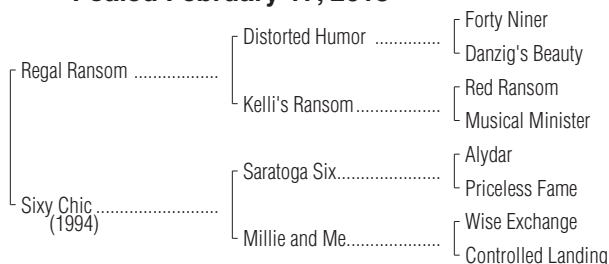 February
Forty Niner
Distorted Humor ..............
Danzig's Beauty
Regal Ransom ..................
Red Ransom
Kelli's Ransom..................
Musical Minister
Alydar
Saratoga Six......................
Priceless Fame
Sixy Chic ..........................
(1994)
Wise Exchange
Millie and Me....................
Controlled Landing